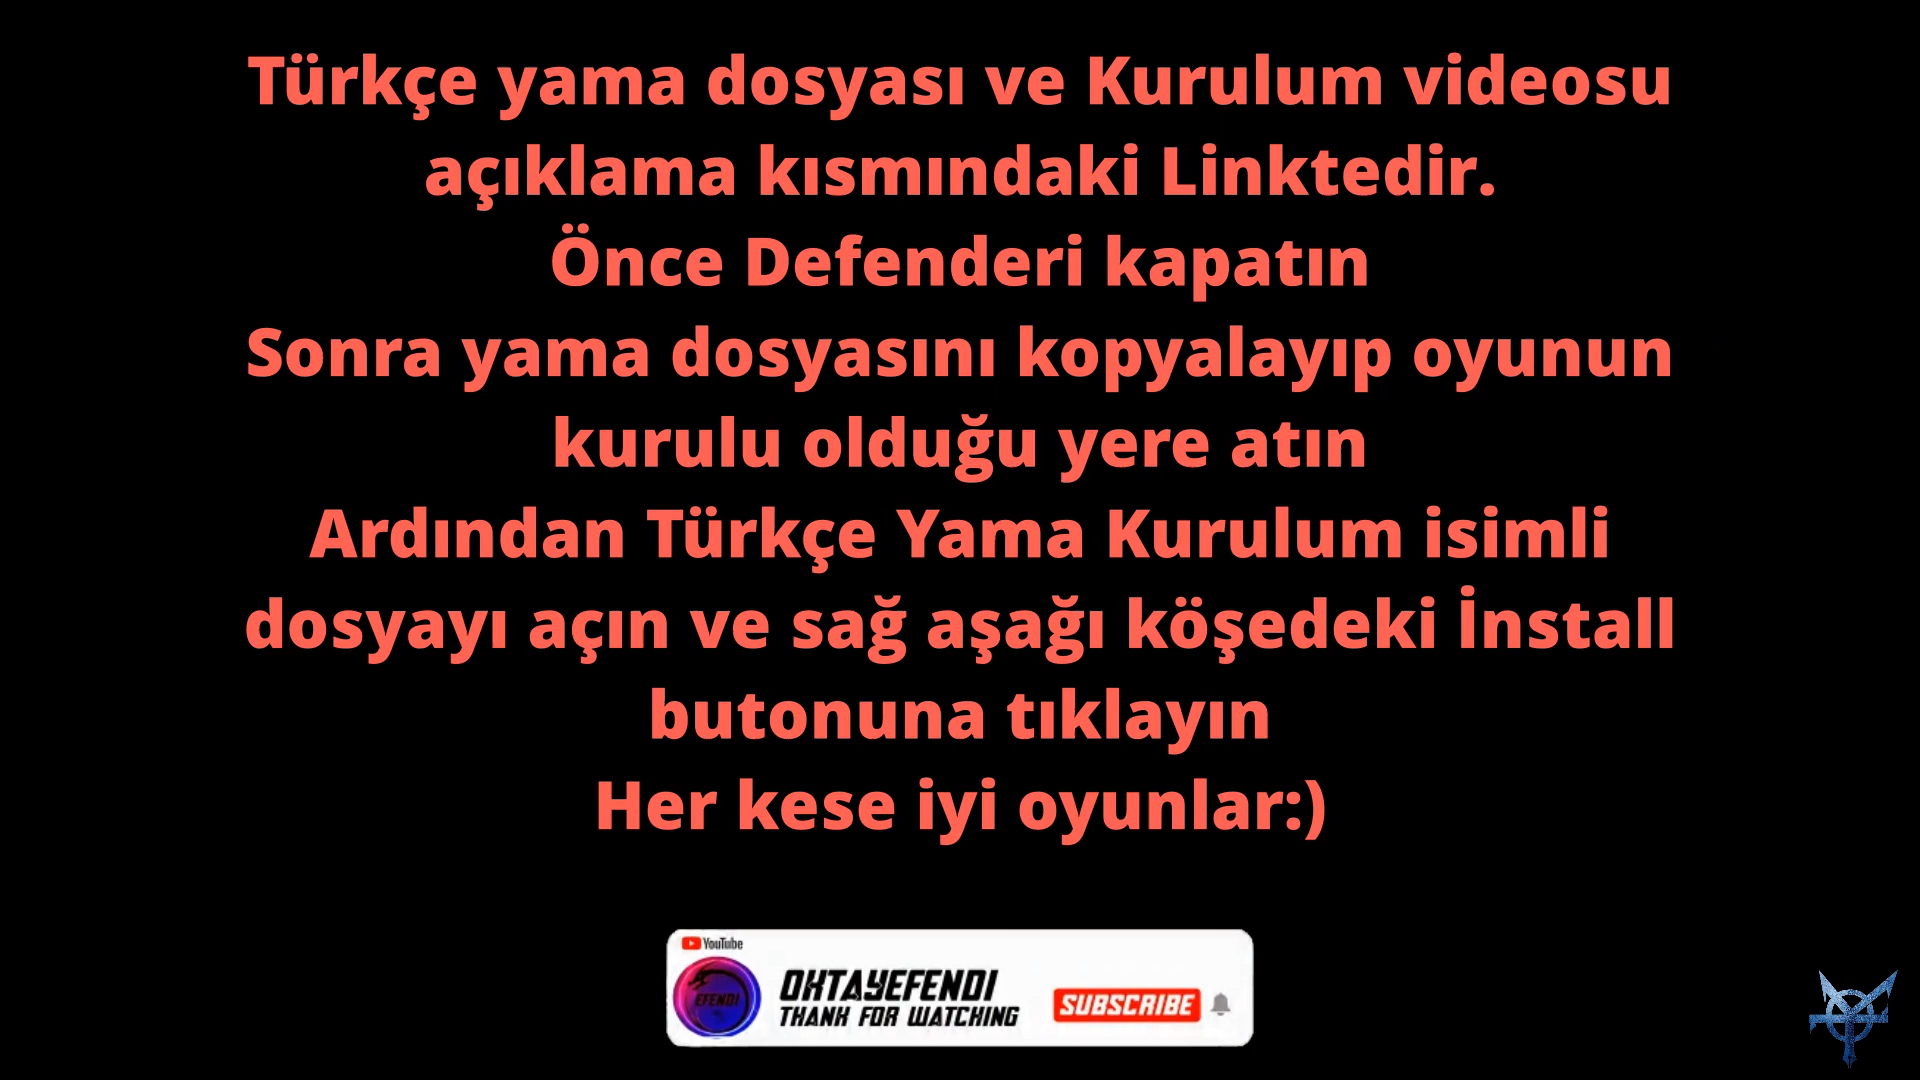 Türkçe yama dosyası ve Kurulum videosu
açıklama kısmındaki Linktedir.
Önce Defenderi kapatın
Sonra yama dosyasını kopyalayıp oyunun
kurulu olduğu yere atın
Ardından Türkçe Yama Kurulum isimli
dosyayı açın ve sağ aşağı köşedeki İnstall
butonuna tıklayın
Her kese iyi oyunlar:)
YouTube
EFENDI
OKTAYEFENDI
THANK FOR WATCHING
SUBSCRIBE